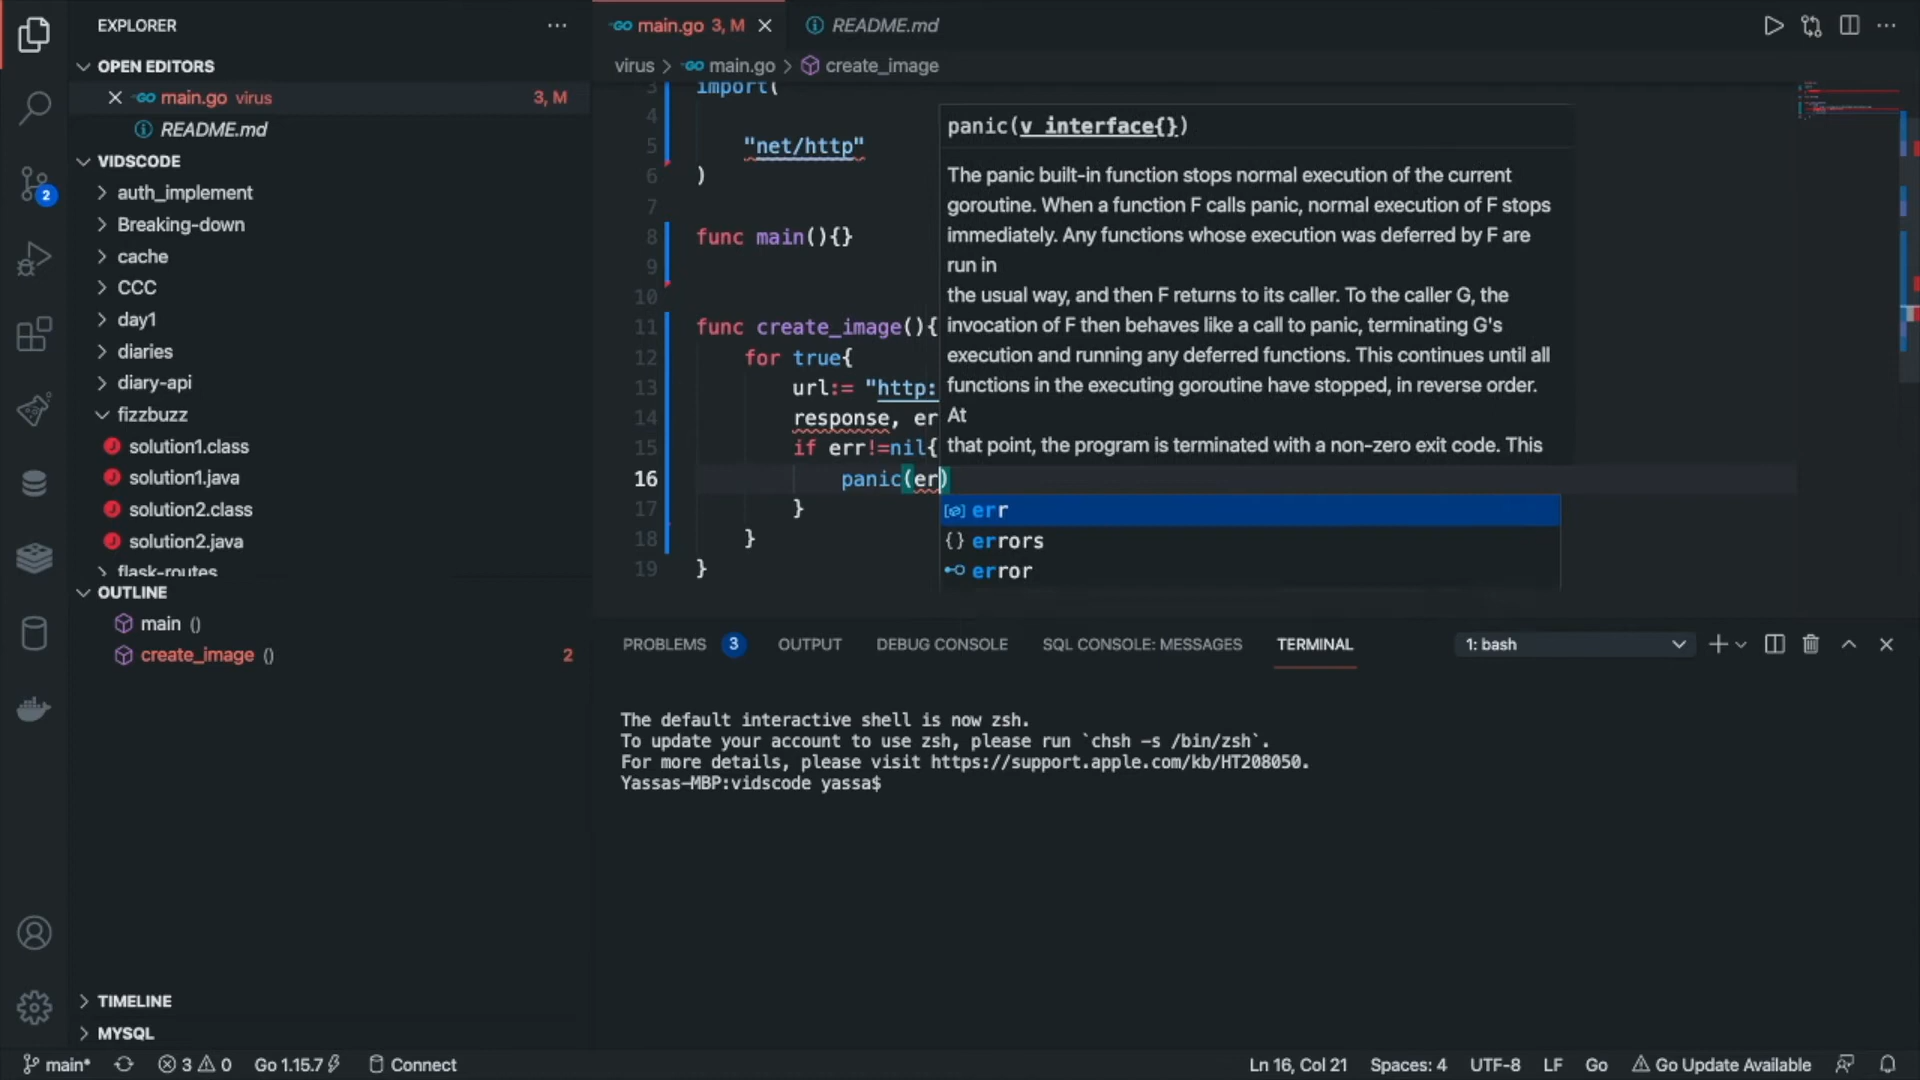 EXPLORER
OPEN EDITORS
main.go virus 3, M
README.md
VIDSCODE
auth_implement
Breaking-down
cache
CCC
day1
diaries
diary-api
fizzbuzz
solution1.class
solution1.java
solution2.class
solution2.java
flask-routes
OUTLINE
main ()
create_image () 2
TIMELINE
MYSQL
2
GO main.go 3, M README.md
virus > GO main.go > create_image
3 import(
4
5 "net/http"
6 )
7
8 func main(){}
9
10
11 func create_image(){
12 for true{
13 url:= "http:
14 response, er
15 if err!=nil{
16 panic(er)
17 }
18 }
19 }
panic(v interface{})
The panic built-in function stops normal execution of the current
goroutine. When a function F calls panic, normal execution of F stops
immediately. Any functions whose execution was deferred by F are
run in
the usual way, and then F returns to its caller. To the caller G, the
invocation of F then behaves like a call to panic, terminating G's
execution and running any deferred functions. This continues until all
functions in the executing goroutine have stopped, in reverse order.
At
that point, the program is terminated with a non-zero exit code. This
err
errors
error
PROBLEMS 3 OUTPUT DEBUG CONSOLE SQL CONSOLE: MESSAGES TERMINAL 1: bash
The default interactive shell is now zsh.
To update your account to use zsh, please run `chsh -s /bin/zsh`.
For more details, please visit https://support.apple.com/kb/HT208050.
Yassas-MBP:vidscode yassa$
main* 3 0 Go 1.15.7 Connect Ln 16, Col 21 Spaces: 4 UTF-8 LF Go Go Update Available